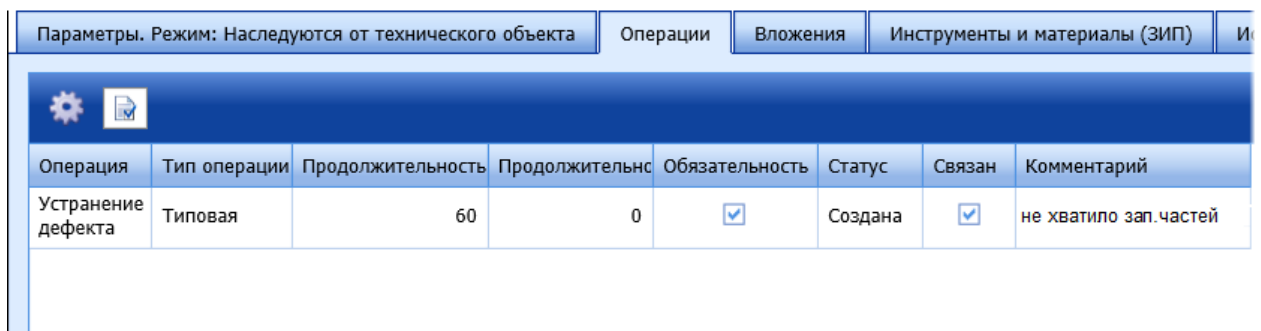 Параметры. Режим: Наследуются от технического объекта Операции Вложения Инструменты и материалы (ЗИП) И
Операция Тип операции Продолжительность Продолжительно Обязательность Статус Связан Комментарий
Устранение дефекта Типовая 60 0 Создана не хватило зап.частей